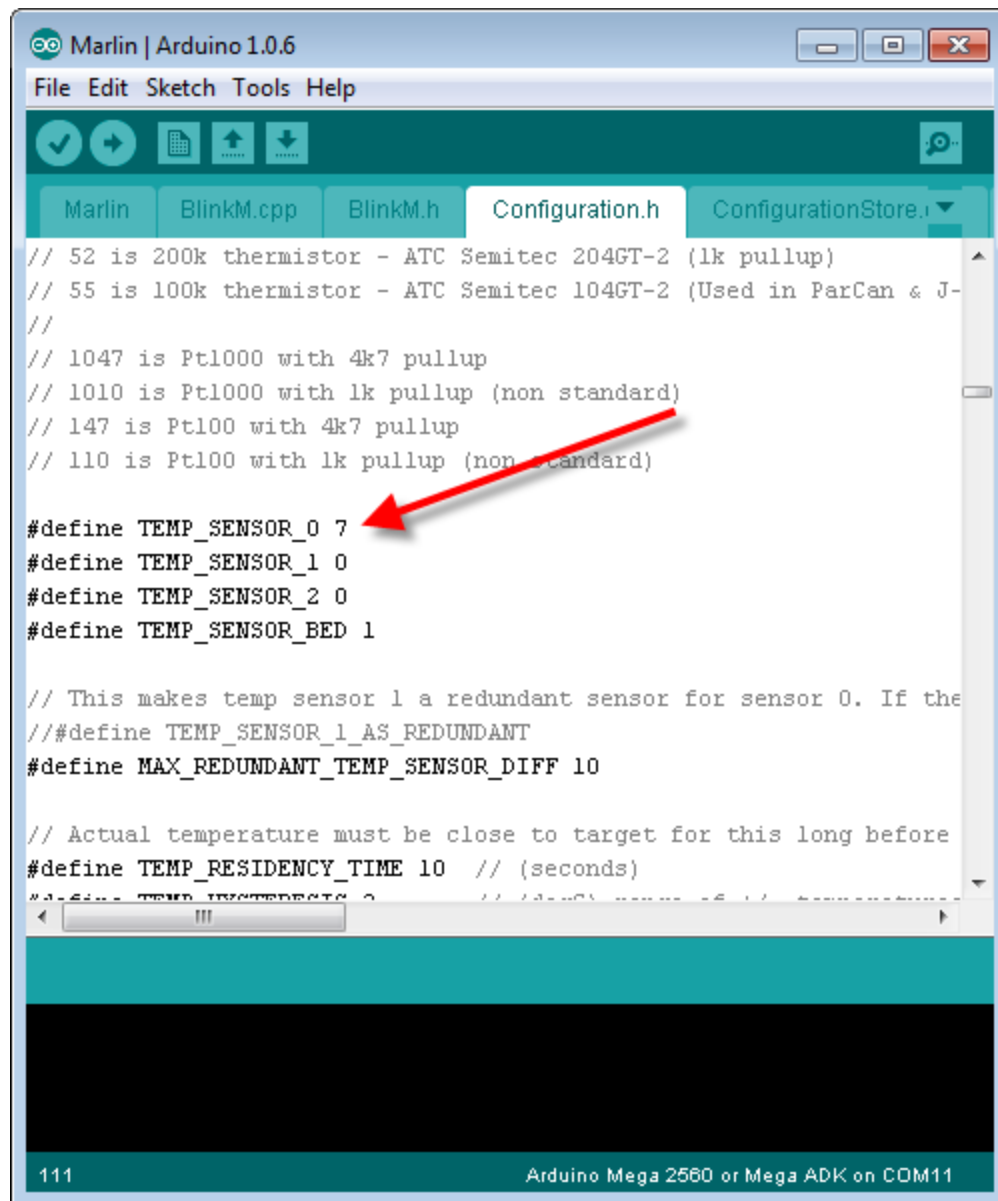 Marlin | Arduino 1.0.6
File Edit Sketch Tools Help
Marlin BlinkM.cpp BlinkM.h Configuration.h ConfigurationStore.
// 52 is 200k thermistor - ATC Semitec 204GT-2 (1k pullup)
// 55 is 100k thermistor - ATC Semitec 104GT-2 (Used in ParCan & J-
//
// 1047 is Pt1000 with 4k7 pullup
// 1010 is Pt1000 with 1k pullup (non standard)
// 147 is Pt100 with 4k7 pullup
// 110 is Pt100 with 1k pullup (non standard)
#define TEMP_SENSOR_0 7
#define TEMP_SENSOR_1 0
#define TEMP_SENSOR_2 0
#define TEMP_SENSOR_BED 1
// This makes temp sensor 1 a redundant sensor for sensor 0. If the
//#define TEMP_SENSOR_1_AS_REDUNDANT
#define MAX_REDUNDANT_TEMP_SENSOR_DIFF 10
// Actual temperature must be close to target for this long before
#define TEMP_RESIDENCY_TIME 10 // (seconds)
#define TEMP_HYSTERESIS
111 Arduino Mega 2560 or Mega ADK on COM11